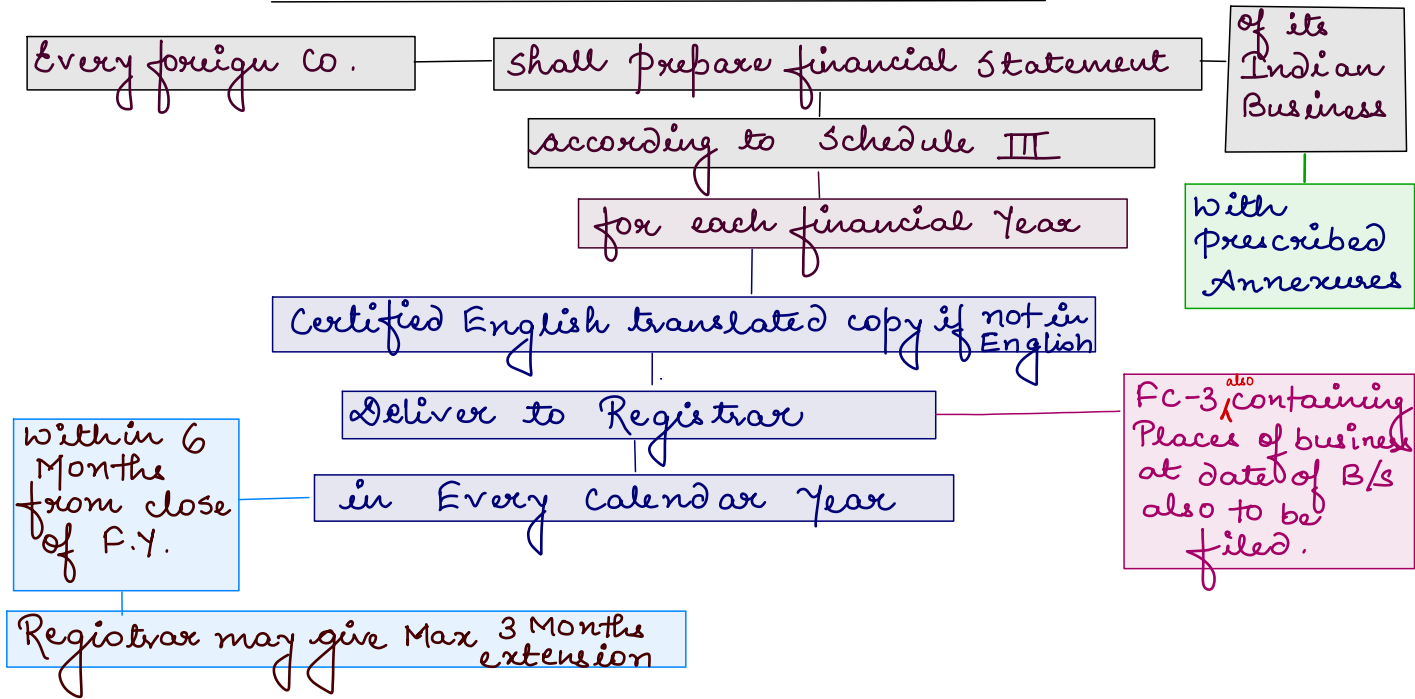 Every foreign Co.
Shall prepare financial Statement
of its
Indian
Business
according to Schedule III
for each financial Year
With
prescribed
Annexures
Certified English translated copy if not in
English
Deliver to Registrar
FC-3 also containing
Places of business
at date of B/S
also to be
filed.
Within 6
Months
from close
of F.Y.
in Every Calendar Year
Registrar may give Max 3 Months
extension